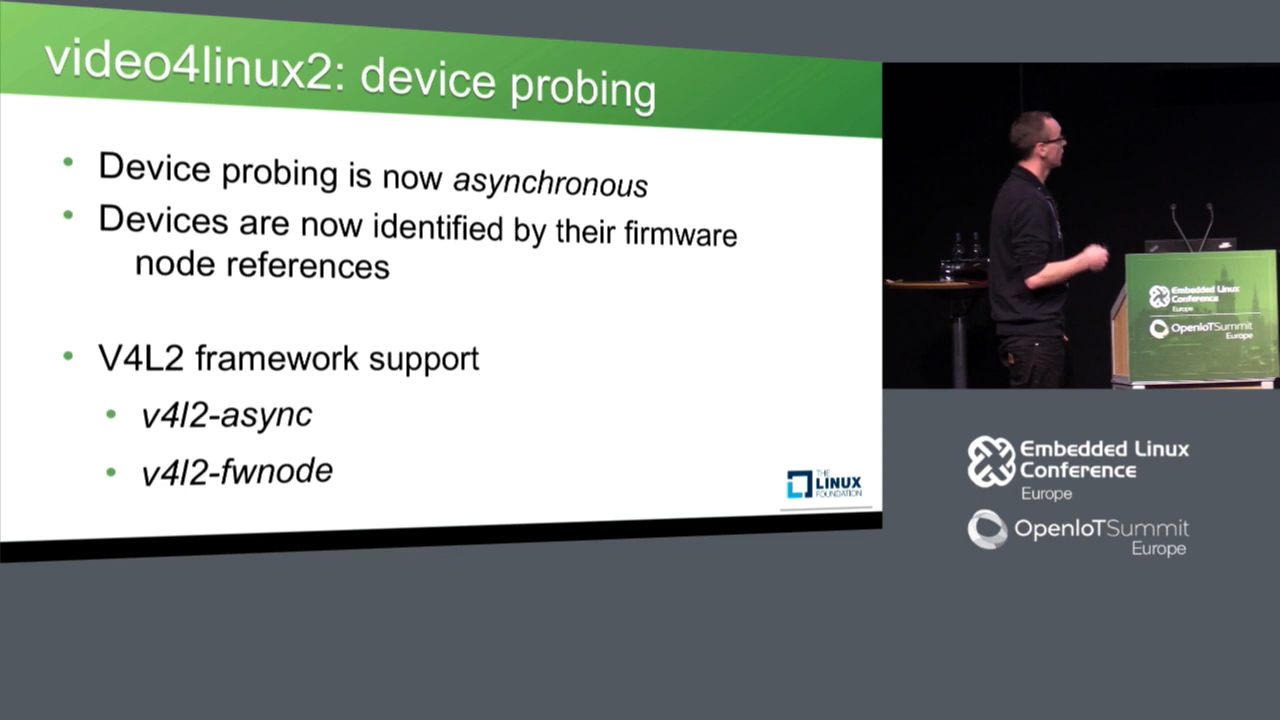 video4linux2: device probing
Device probing is now asynchronous
Devices are now identified by their firmware
node references
V4L2 framework support
v4l2-async
v4l2-fwnode
THE
LINUX
FOUNDATION
Embedded Linux
Conference
Europe
OpenIoTSummit
Europe
Embedded Linux
Conference
Europe
OpenIoTSummit
Europe